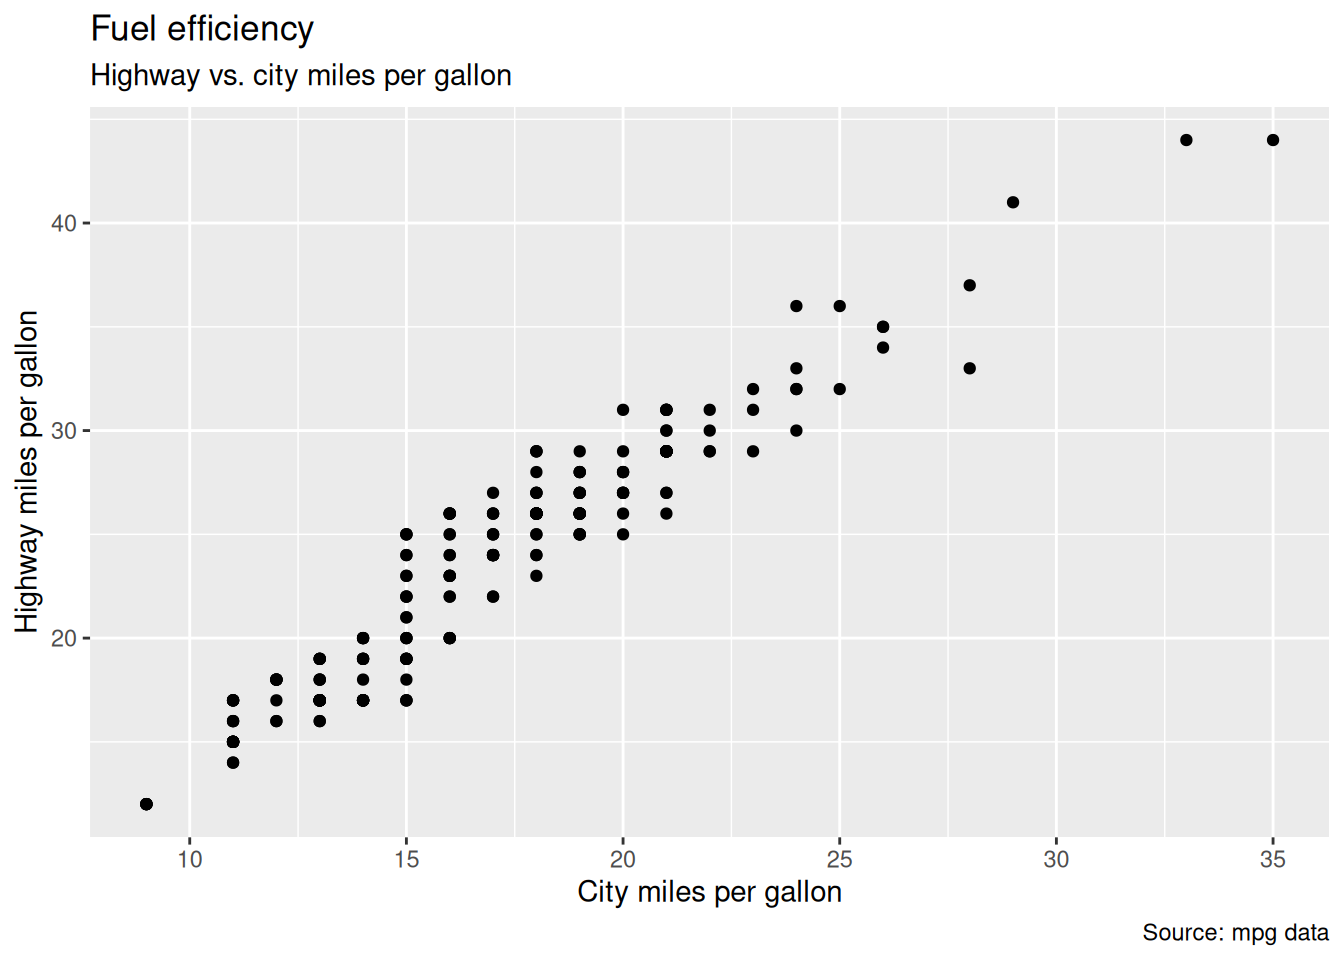 Fuel efficiency
Highway vs. city miles per gallon
Highway miles per gallon
40
30
20
10 15 20 25 30 35
City miles per gallon
Source: mpg data